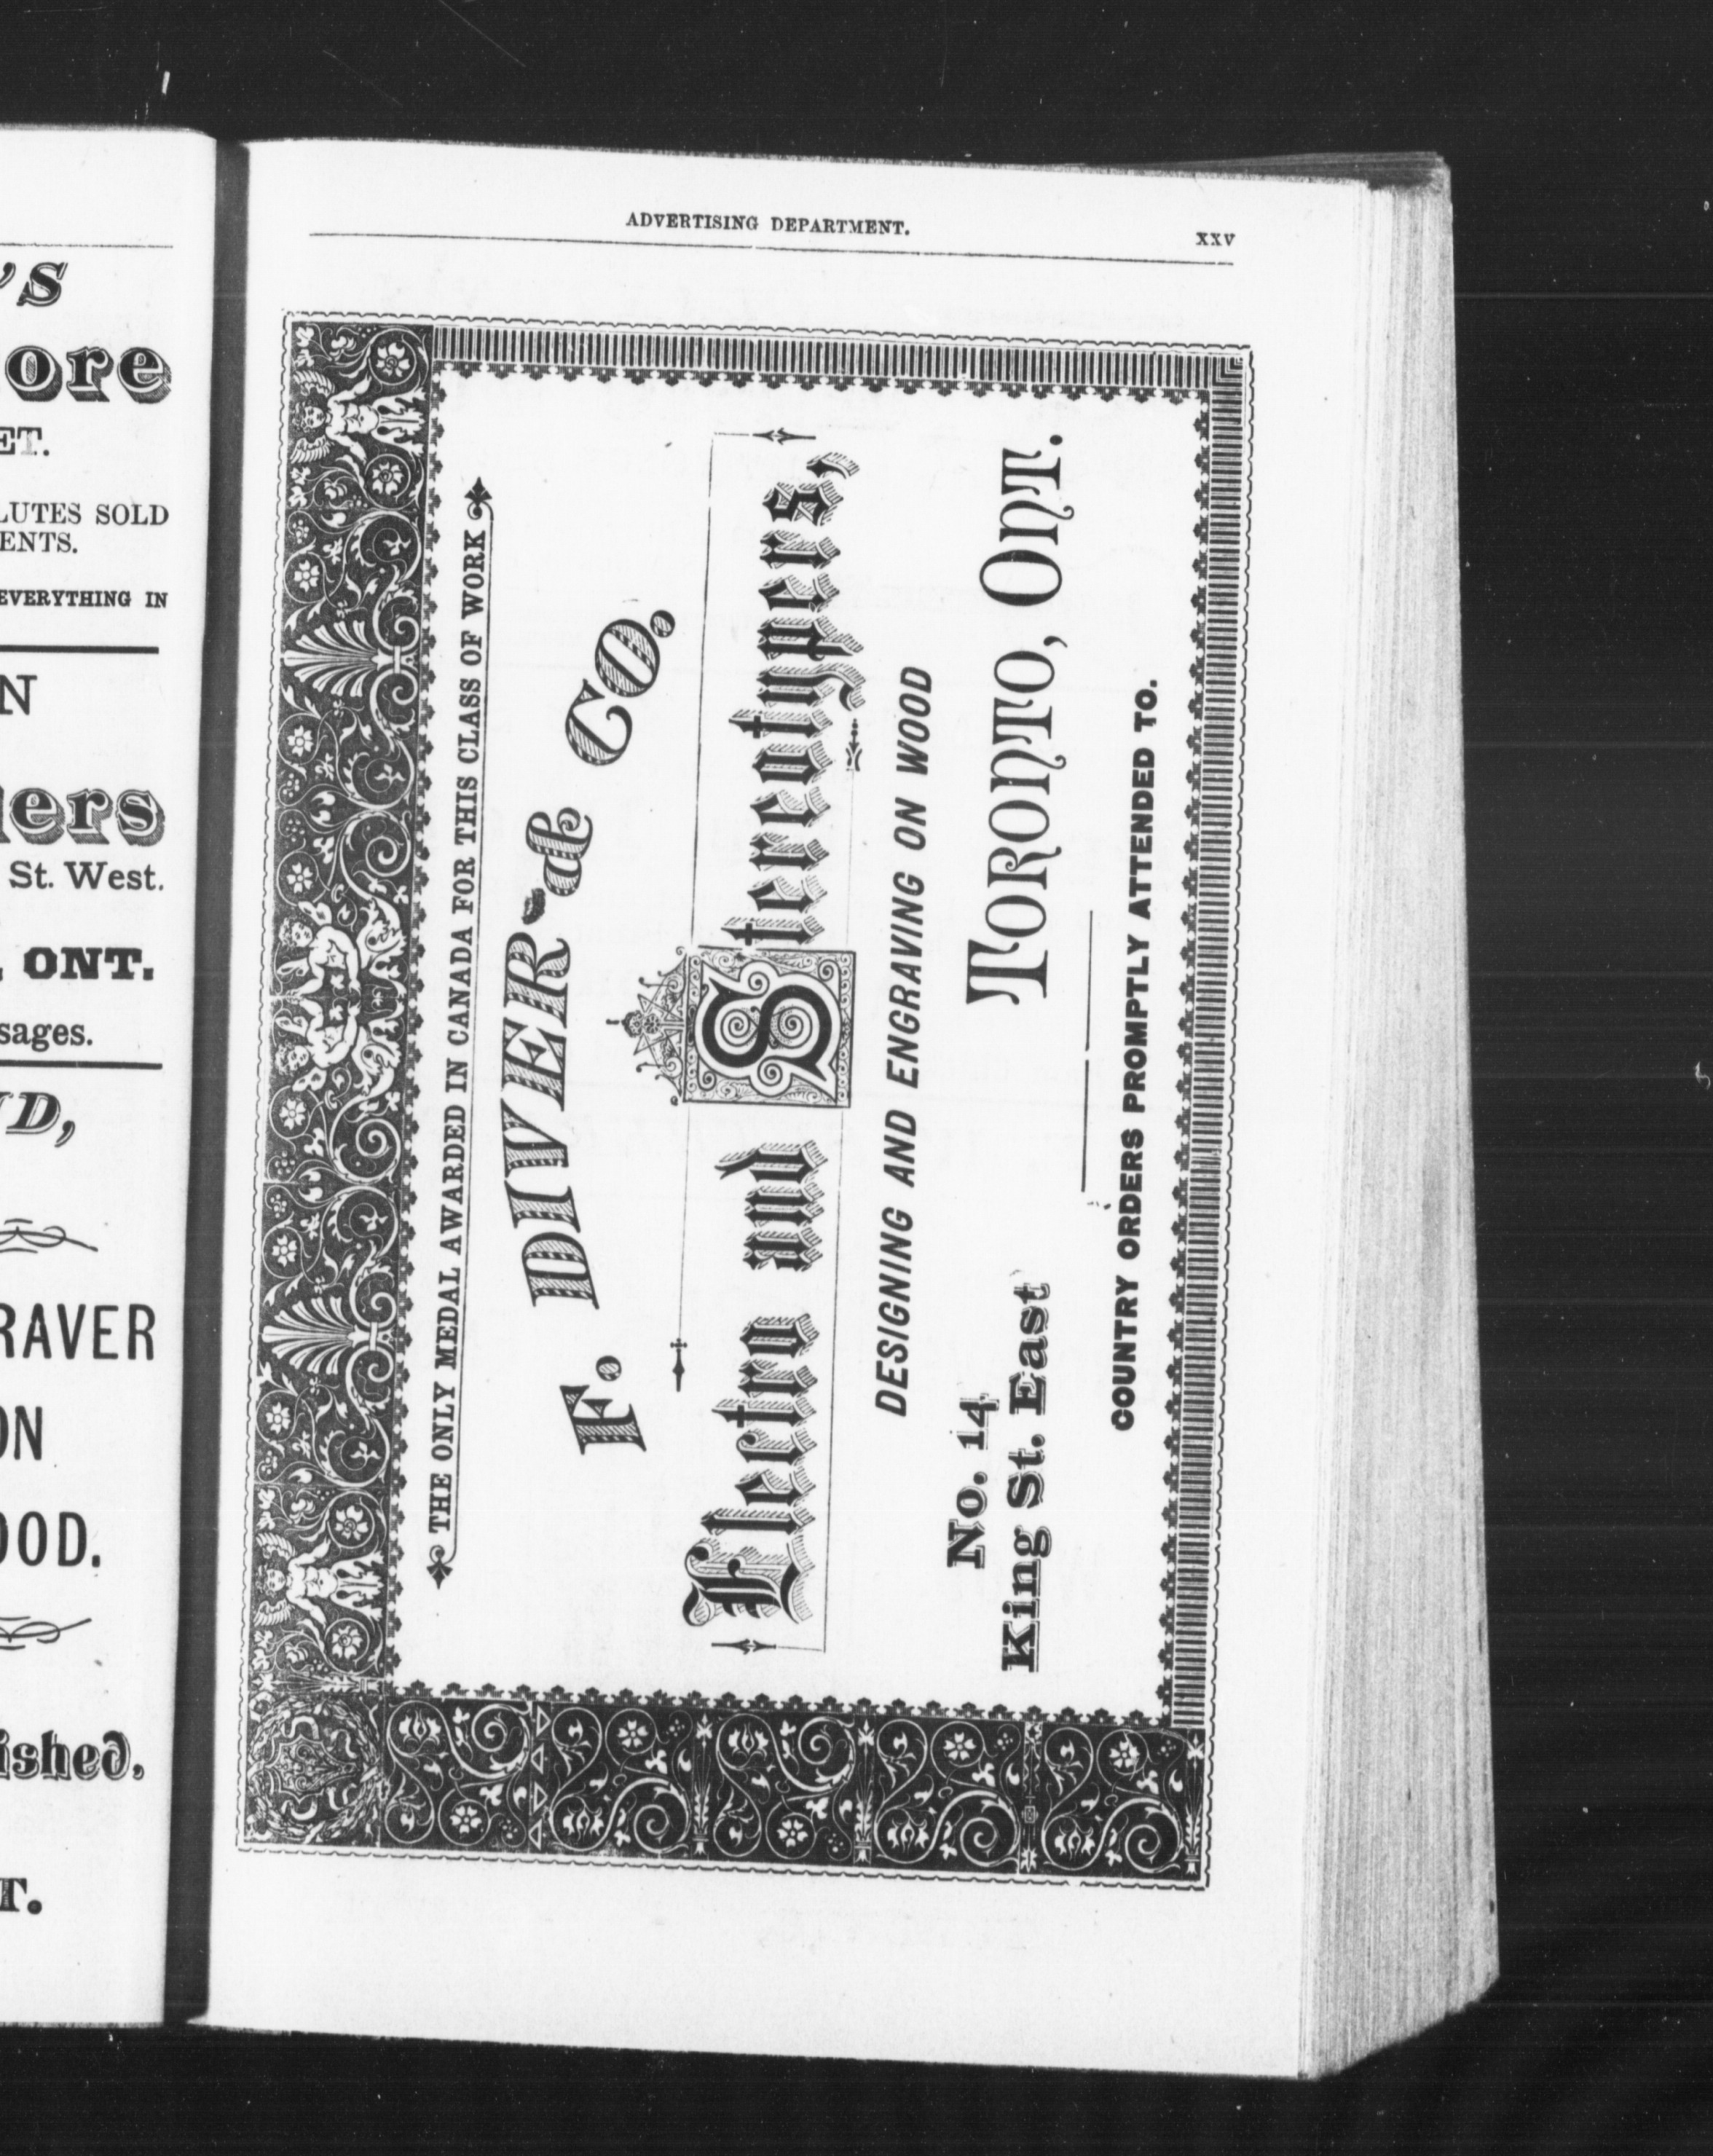 'S
ore
ET.
LUTES SOLD
ENTS.
EVERYTHING IN
N
ers
St. West.
, ONT.
sages.
D,
RAVER
ON
OOD.
ished.
T.
ADVERTISING DEPARTMENT.
XXV
THE ONLY MEDAL AWARDED IN CANADA FOR THIS CLASS OF WORK
F. DIVER & CO.
Electro and Stereotypers,
DESIGNING AND ENGRAVING ON WOOD
No. 14
King St. East
TORONTO, ONT.
COUNTRY ORDERS PROMPTLY ATTENDED TO.